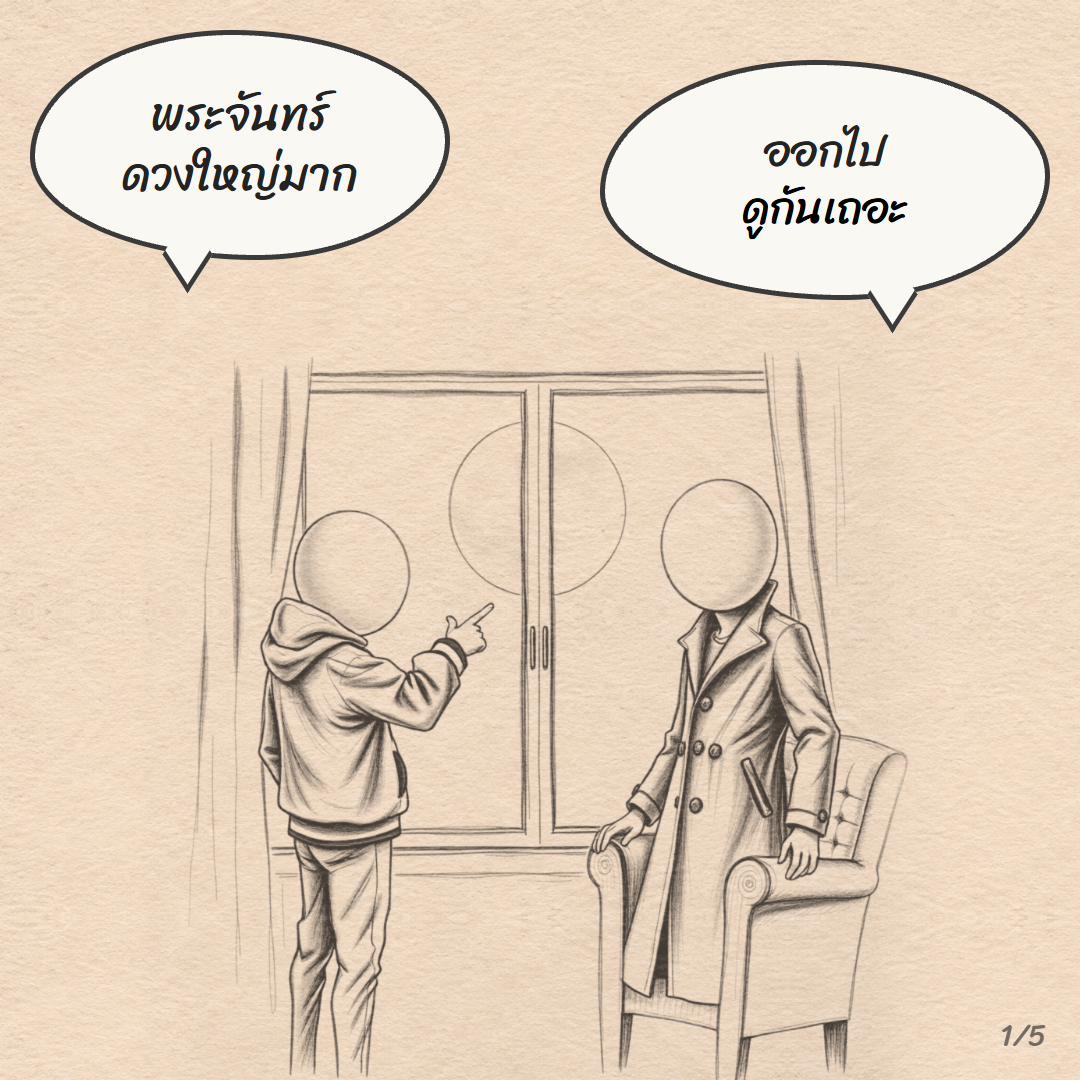 พระจันทร์
ดวงใหญ่มาก
ออกไป
ดูกันเถอะ
1/5